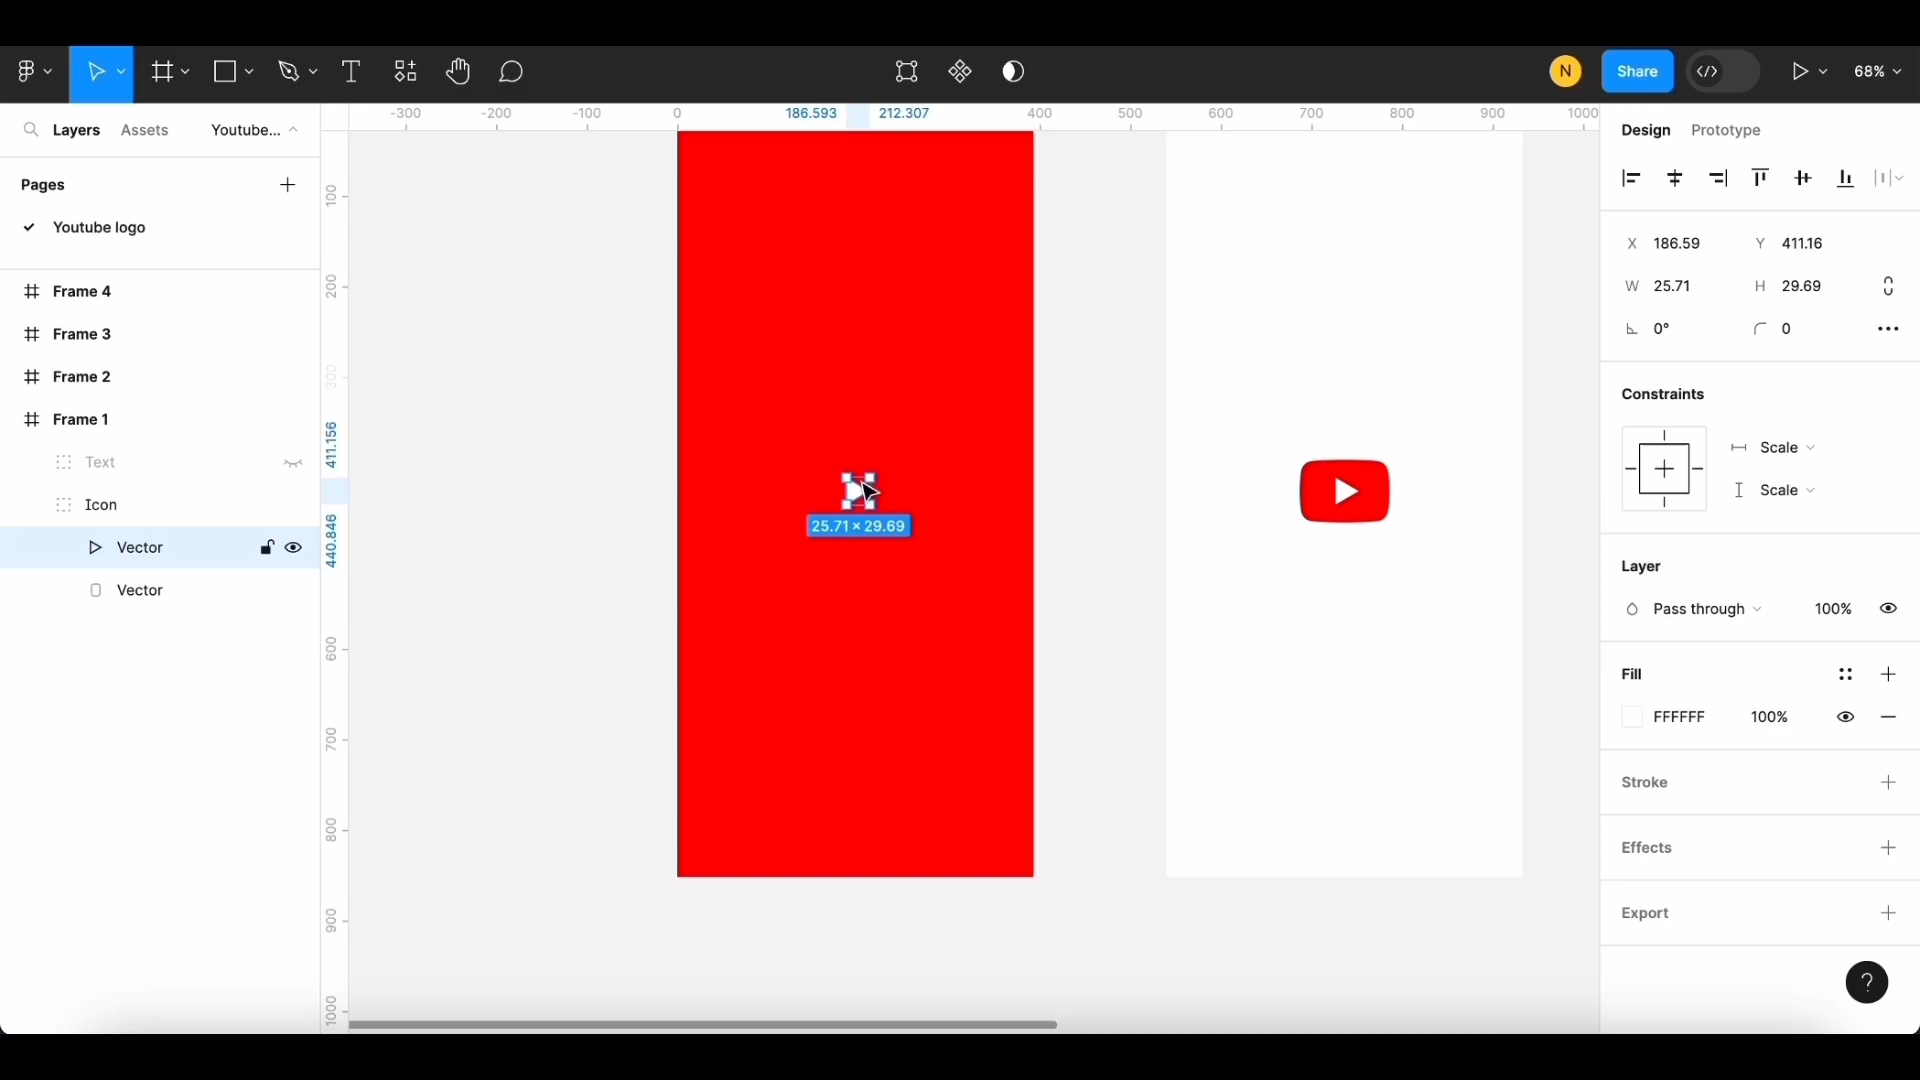 N
Share
68%
Layers
Assets
Youtube...
Pages
Youtube logo
Frame 4
Frame 3
Frame 2
Frame 1
Text
Icon
Vector
Vector
-300
-200
-100
0
186.593
212.307
400
500
600
700
800
900
1000
100
200
300
411.156
440.846
600
700
800
900
1000
25.71 × 29.69
Design
Prototype
X 186.59
Y 411.16
W 25.71
H 29.69
0°
0
Constraints
Scale
Scale
Layer
Pass through
100%
Fill
FFFFFF
100%
Stroke
Effects
Export
?